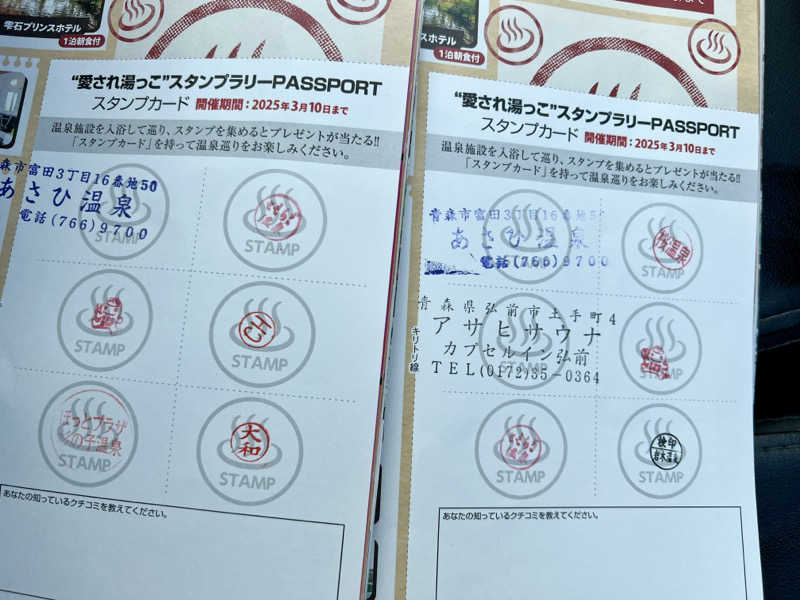 雫石プリンスホテル
1泊朝食付
"愛され湯っこ"スタンプラリーPASSPORT
スタンプカード 開催期間：2025年3月10日まで
温泉施設を入浴して巡り、スタンプを集めるとプレゼントが当たる!!
「スタンプカード」を持って温泉巡りをお楽しみください。
森市富田3丁目16番地50
あさひ温泉
電話(766)9700
STAMP
STAMP
STAMP
STAMP
ほっとプラザ
の子温泉
STAMP
大和
STAMP
あなたの知っているクチコミを教えてください。
ホテル
1泊朝食付
"愛され湯っこ"スタンプラリーPASSPORT
スタンプカード 開催期間：2025年3月10日まで
温泉施設を入浴して巡り、スタンプを集めるとプレゼントが当たる!!
「スタンプカード」を持って温泉巡りをお楽しみください。
青森市富田3丁目16番地5
あさひ温泉
電話(766)9700
温泉
STAMP
キリトリ線
青森県弘前市土手町4
アサヒサウナ
カプセルイン弘前
TEL(0172)35-0364
STAMP
STAMP
検印
STAMP
あなたの知っているクチコミを教えてください。